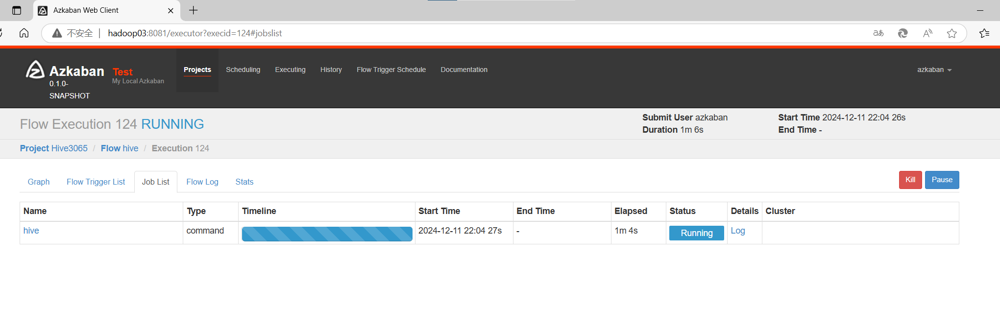 Azkaban Web Client
不安全 hadoop03:8081/executor?execid=124#jobslist
Azkaban Test
My Local Azkaban
0.1.0-
SNAPSHOT
Projects Scheduling Executing History Flow Trigger Schedule Documentation azkaban
Flow Execution 124 RUNNING
Submit User azkaban Start Time 2024-12-11 22:04 26s
Duration 1m 6s End Time -
Project Hive3065 / Flow hive / Execution 124
Graph Flow Trigger List Job List Flow Log Stats Kill Pause
Name Type Timeline Start Time End Time Elapsed Status Details Cluster
hive command 2024-12-11 22:04 27s - 1m 4s Running Log